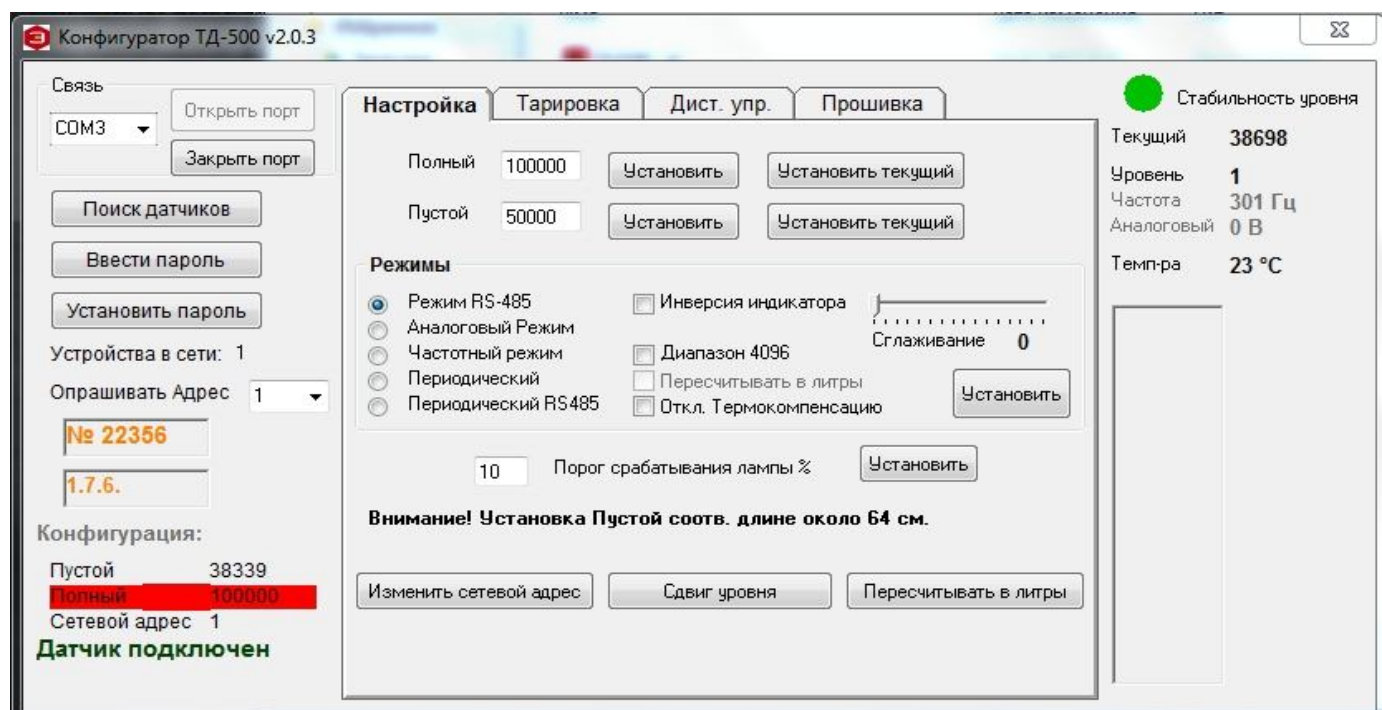 Конфигуратор ТД-500 v2.0.3
Связь
COM3
Открыть порт
Закрыть порт
Поиск датчиков
Ввести пароль
Установить пароль
Устройства в сети: 1
Опрашивать Адрес 1
№ 22356
1.7.6.
Конфигурация:
Пустой 38339
Полный 100000
Сетевой адрес 1
Датчик подключен
Настройка Тарировка Дист. упр. Прошивка
Полный 100000 Установить Установить текущий
Пустой 50000 Установить Установить текущий
Режимы
Режим RS-485
Аналоговый Режим
Частотный режим
Периодический
Периодический RS485
Инверсия индикатора
Диапазон 4096
Пересчитывать в литры
Откл. Термокомпенсацию
Сглаживание 0
Установить
10 Порог срабатывания лампы % Установить
Внимание! Установка Пустой соотв. длине около 64 см.
Изменить сетевой адрес Сдвиг уровня Пересчитывать в литры
Стабильность уровня
Текущий 38698
Уровень 1
Частота 301 Гц
Аналоговый 0 В
Темп-ра 23 °C